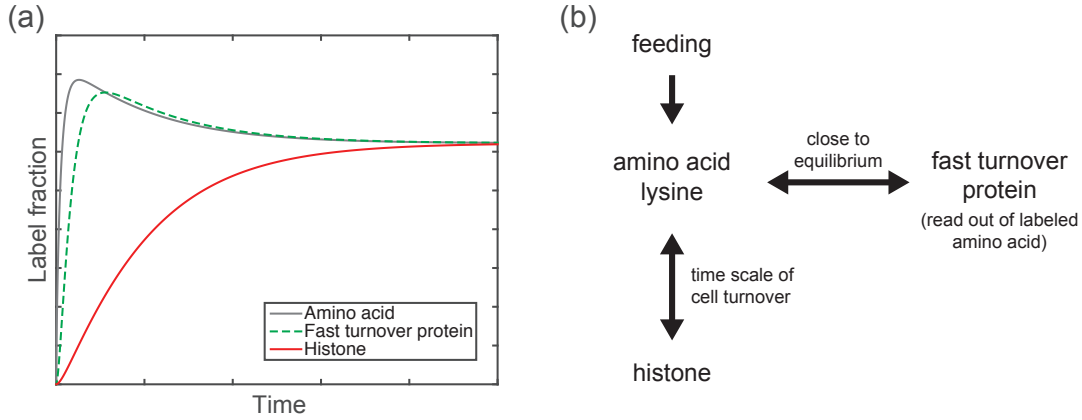 (a)
Label fraction
Amino acid
Fast turnover protein
Histone
Time
(b)
feeding
amino acid
lysine
close to
equilibrium
fast turnover
protein
(read out of labeled
amino acid)
time scale of
cell turnover
histone